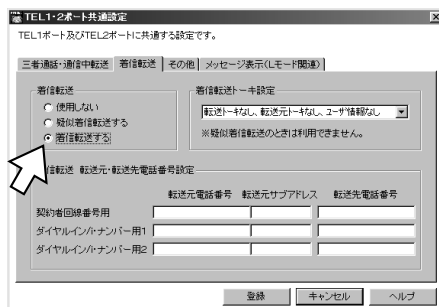 TEL1・2ポート共通設定
TEL1ポート及びTEL2ポートに共通する設定です。
三者通話・通信中転送 着信転送 その他 メッセージ表示(Lモード関連)
着信転送
使用しない
疑似着信転送する
着信転送する
着信転送トーキ設定
転送トーキなし、転送元トーキなし、ユーザ情報なし
※疑似着信転送のときは利用できません。
信転送 転送元・転送先電話番号設定
転送元電話番号 転送元サブアドレス 転送先電話番号
契約者回線番号用
ダイヤルイン/i・ナンバー用1
ダイヤルイン/i・ナンバー用2
登録 キャンセル ヘルプ